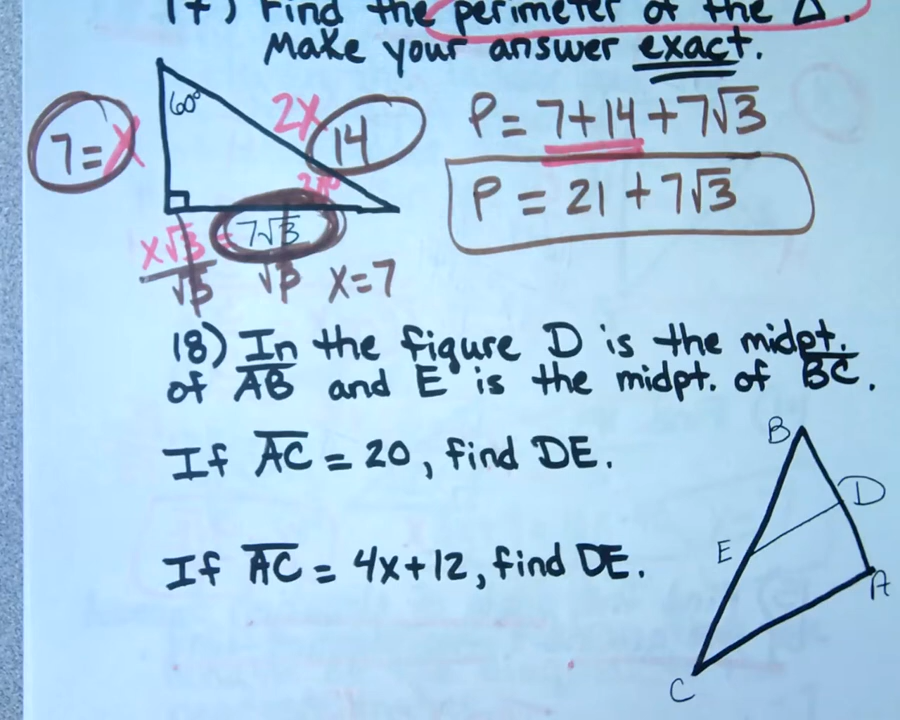 17) Find the perimeter of the Δ.
Make your answer exact.
60°
7 = x
2x
14
30°
x√3 = 7√3
√3 √3
x=7
P = 7+14+7√3
P = 21 + 7√3
18) In the figure D is the midpt.
of AB and E is the midpt. of BC.
If AC = 20, find DE.
If AC = 4x+12, find DE.
B
D
E
A
C